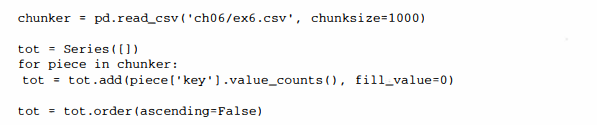 chunker = pd.read_csv('ch06/ex6.csv', chunksize=1000)
tot = Series([])
for piece in chunker:
tot = tot.add(piece['key'].value_counts(), fill_value=0)
tot = tot.order(ascending=False)